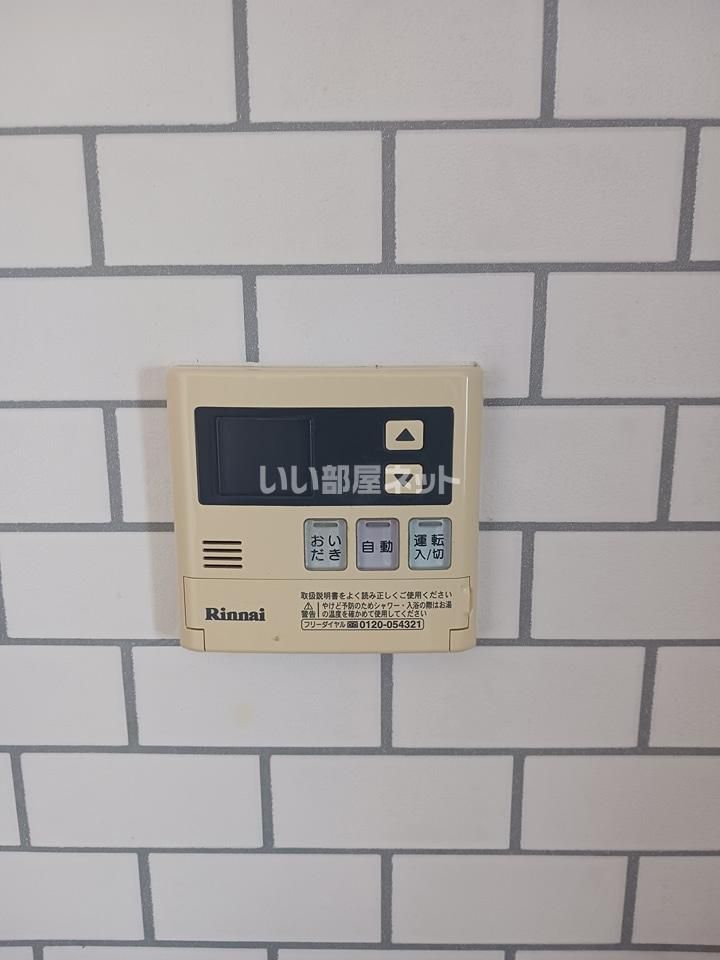 いい部屋ネット
おい
だき
自動
運転
入/切
取扱説明書をよく読み正しくご使用ください
警告
やけど予防のためシャワー・入浴の際はお湯
の温度を確かめて使用してください
フリーダイヤル 0120-054321
Rinnai